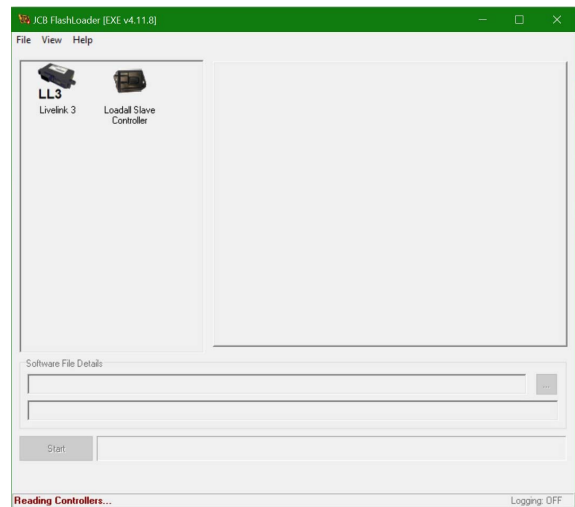 JCB FlashLoader [EXE v4.11.8]
File View Help
LL3
Livelink 3
Loadall Slave
Controller
Software File Details
...
Start
Reading Controllers...
Logging: OFF